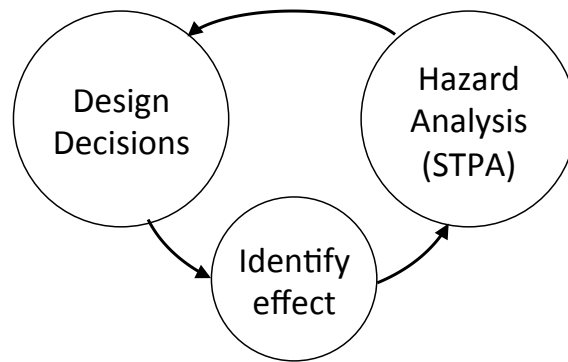 Design
Decisions
Hazard
Analysis
(STPA)
Identify
effect